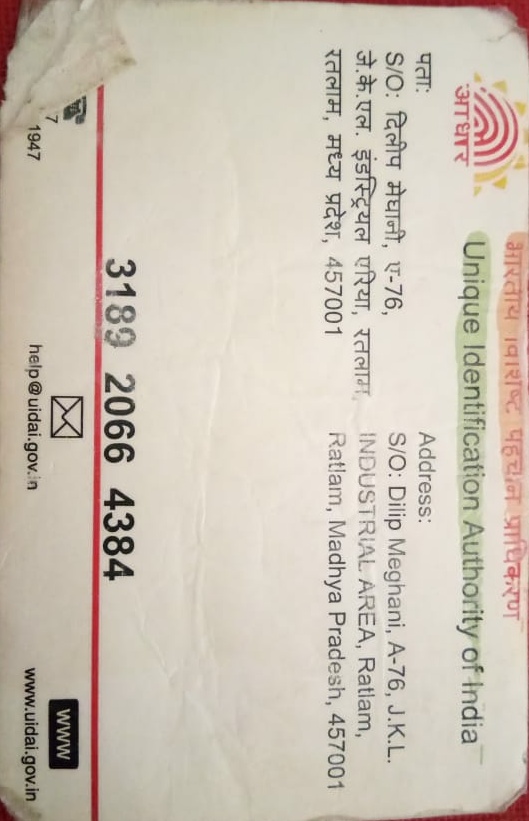 भारतीय विशिष्ट पहचान प्राधिकरण
Unique Identification Authority of India
आधार
पता:
S/O: दिलीप मेघानी, ए-76,
जे.के.एल. इंडस्ट्रियल एरिया, रतलाम,
रतलाम, मध्य प्रदेश, 457001
Address:
S/O: Dilip Meghani, A-76, J.K.L.
INDUSTRIAL AREA, Ratlam,
Ratlam, Madhya Pradesh, 457001
3189 2066 4384
1947
help@uidai.gov.in
www
www.uidai.gov.in